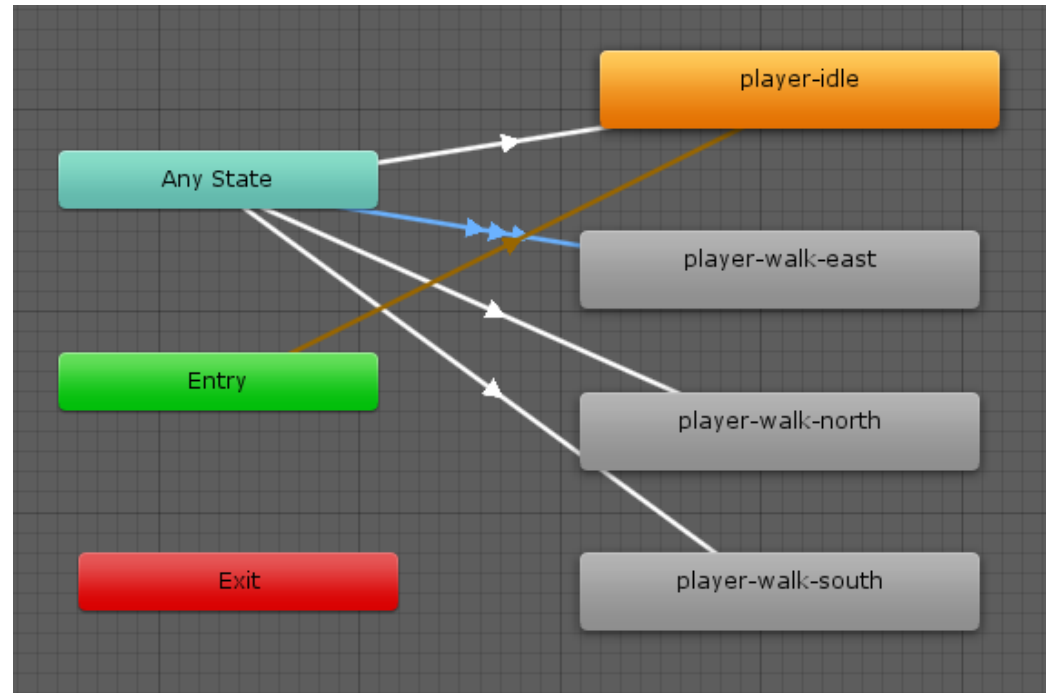 player-idle
Any State
player-walk-east
Entry
player-walk-north
Exit
player-walk-south